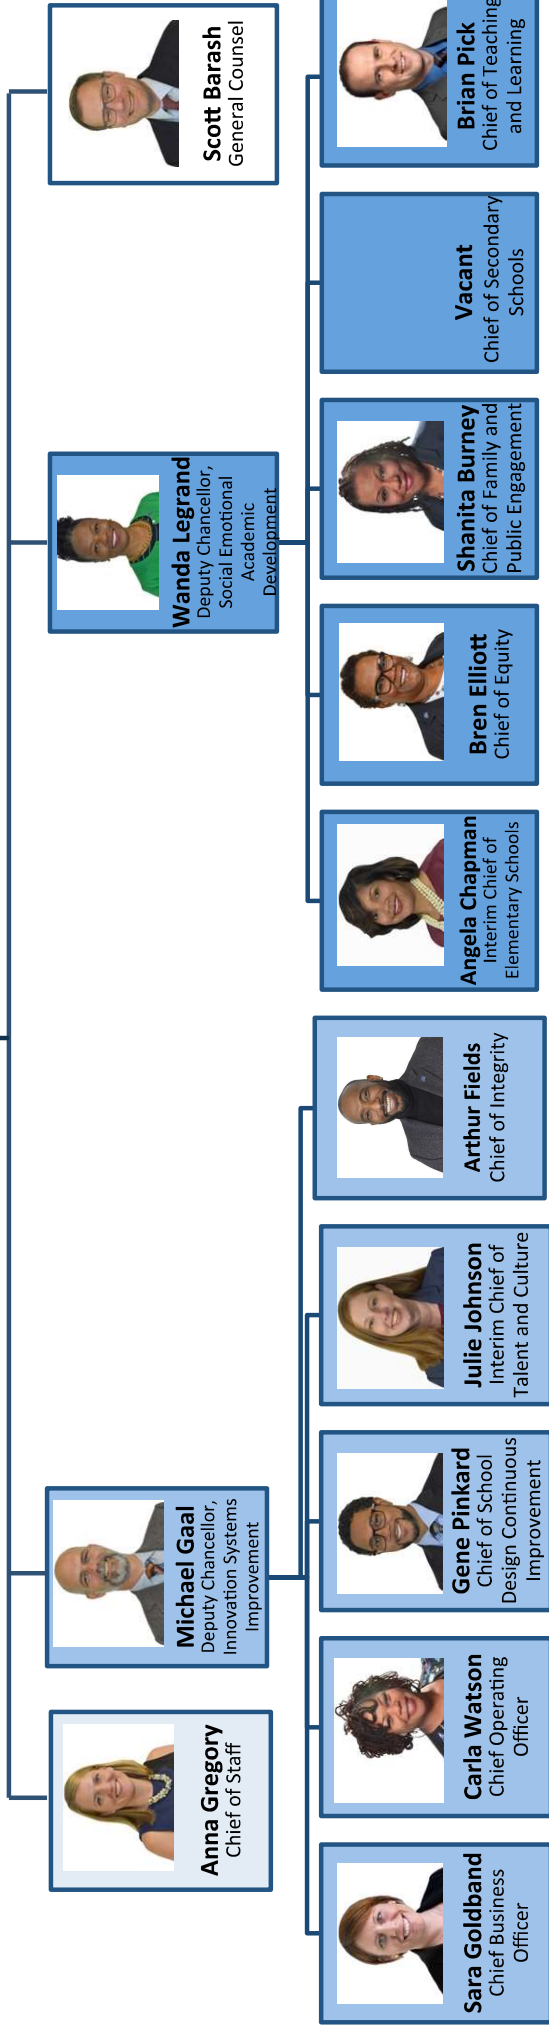 Anna Gregory
Chief of Staff
Michael Gaal
Deputy Chancellor,
Innovation Systems
Improvement
Wanda Legrand
Deputy Chancellor,
Social Emotional
Academic
Development
Scott Barash
General Counsel
Sara Goldband
Chief Business
Officer
Carla Watson
Chief Operating
Officer
Gene Pinkard
Chief of School
Design Continuous
Improvement
Julie Johnson
Interim Chief of
Talent and Culture
Arthur Fields
Chief of Integrity
Angela Chapman
Interim Chief of
Elementary Schools
Bren Elliott
Chief of Equity
Shanita Burney
Chief of Family and
Public Engagement
Vacant
Chief of Secondary
Schools
Brian Pick
Chief of Teaching
and Learning